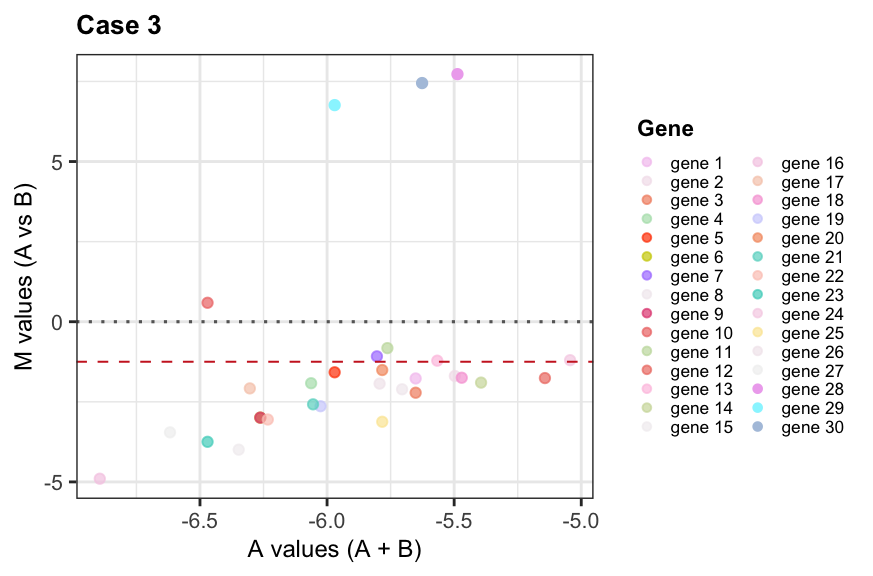 Case 3
M values (A vs B)
5
0
-5
-6.5
-6.0
-5.5
-5.0
A values (A + B)
Gene
gene 1
gene 2
gene 3
gene 4
gene 5
gene 6
gene 7
gene 8
gene 9
gene 10
gene 11
gene 12
gene 13
gene 14
gene 15
gene 16
gene 17
gene 18
gene 19
gene 20
gene 21
gene 22
gene 23
gene 24
gene 25
gene 26
gene 27
gene 28
gene 29
gene 30